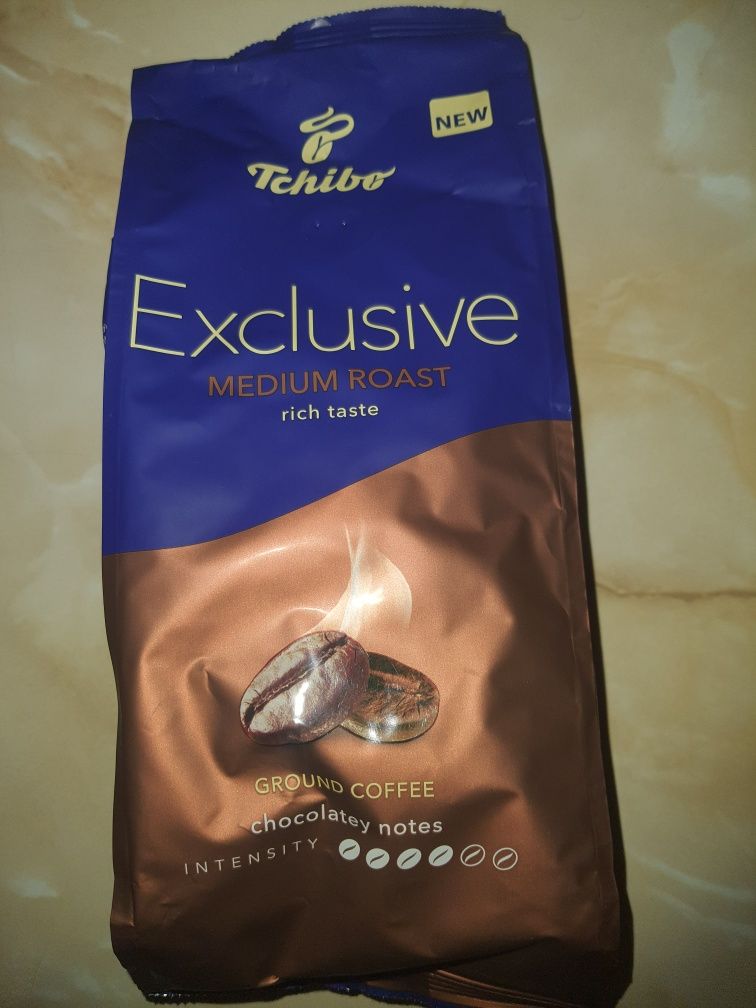 NEW
Tchibo
Exclusive
MEDIUM ROAST
rich taste
GROUND COFFEE
chocolatey notes
INTENSITY